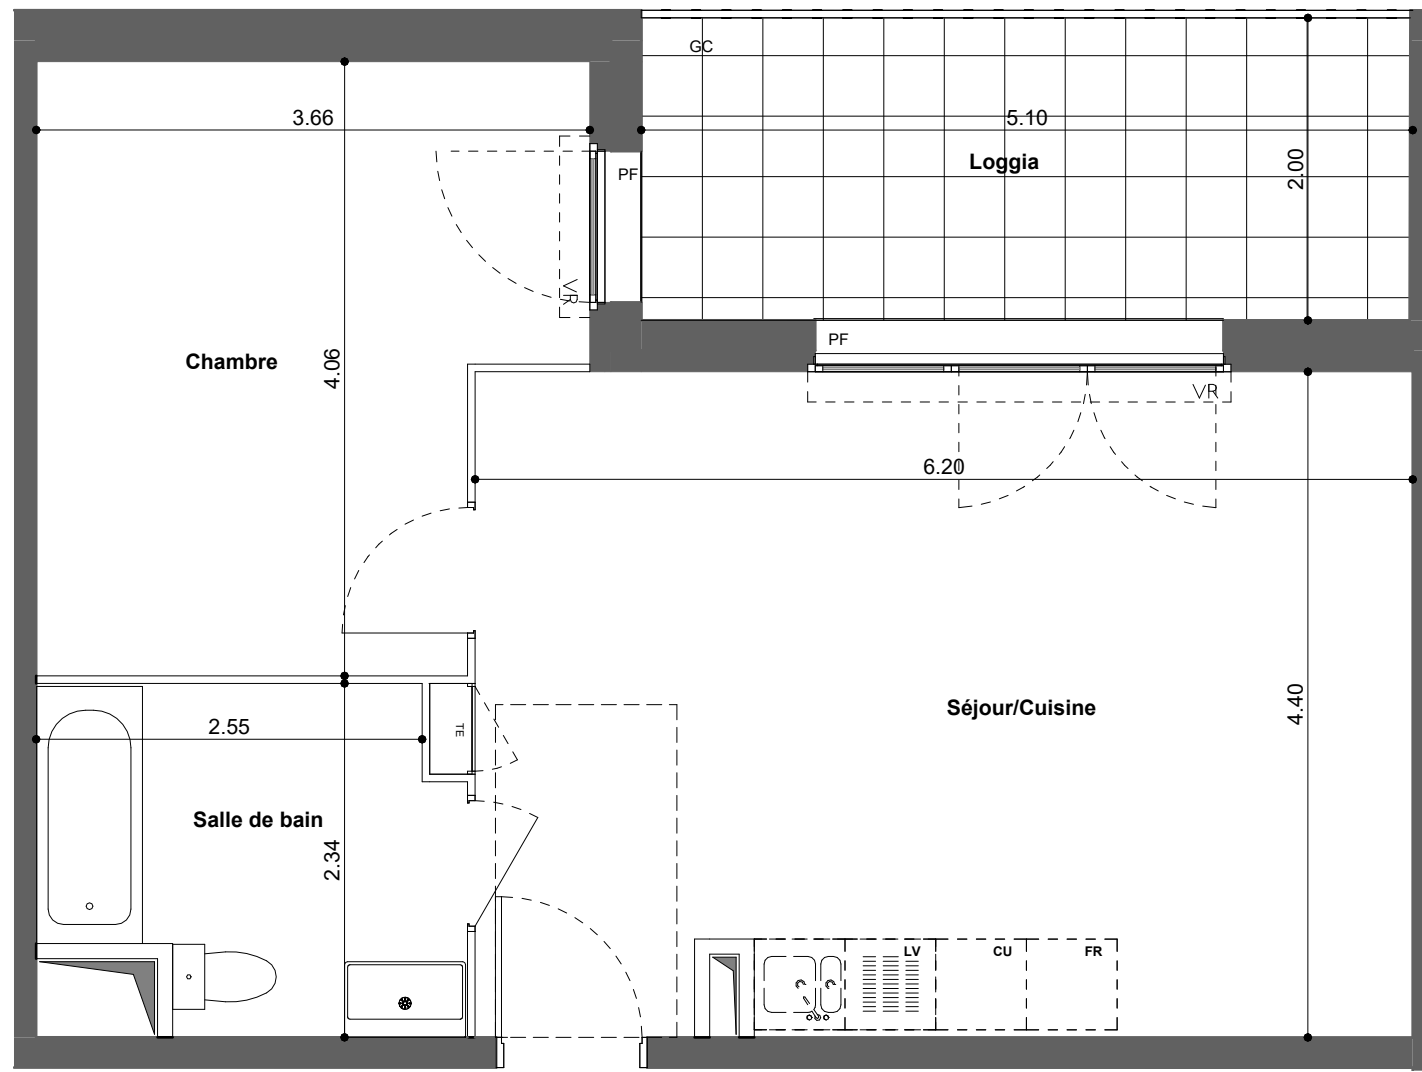 GC
3.66
5.10
Loggia
2.00
PF
VR
PF
Chambre
4.06
VR
6.20
2.55
TE
Séjour/Cuisine
4.40
Salle de bain
2.34
LV
CU
FR